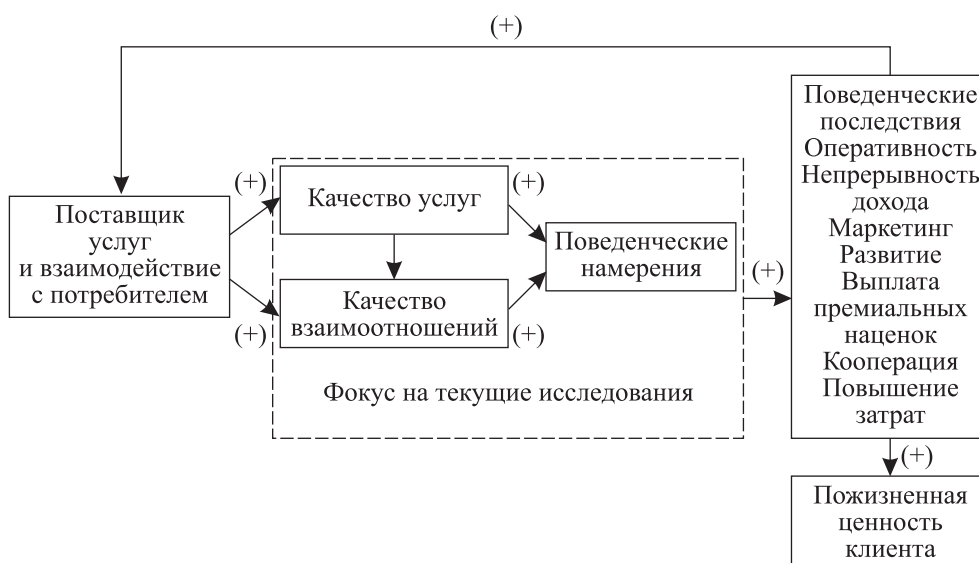 (+)
Поставщик
услуг
и взаимодействие
с потребителем
(+)
(+)
Качество услуг
(+)
Качество
взаимоотношений
(+)
Поведенческие
намерения
Фокус на текущие исследования
(+)
Поведенческие
последствия
Оперативность
Непрерывность
дохода
Маркетинг
Развитие
Выплата
премиальных
наценок
Кооперация
Повышение
затрат
(+)
Пожизненная
ценность
клиента